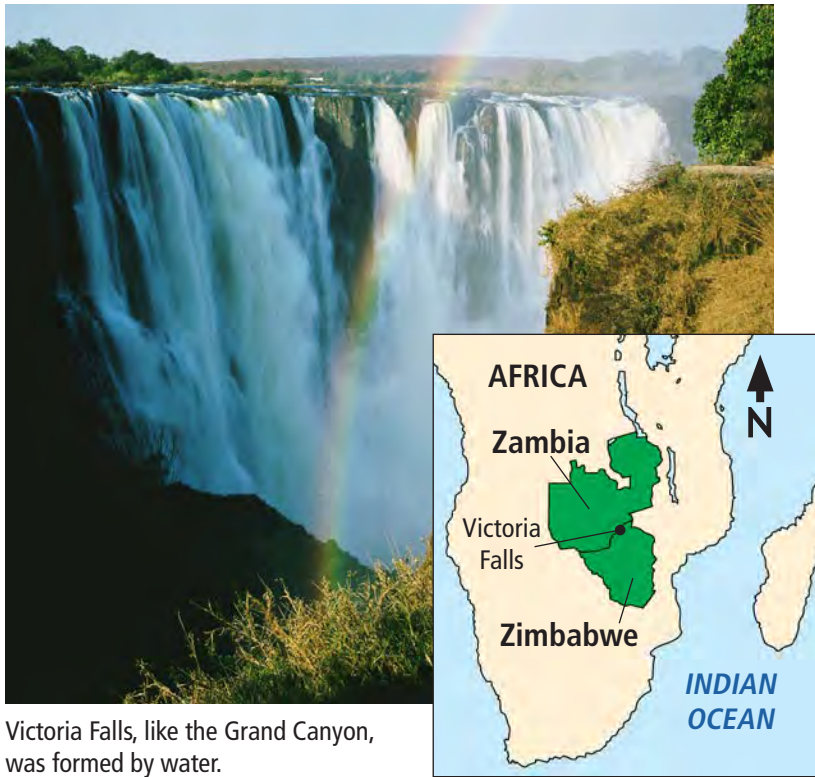 AFRICA
N
Zambia
Victoria
Falls
Zimbabwe
INDIAN
OCEAN
Victoria Falls, like the Grand Canyon,
was formed by water.